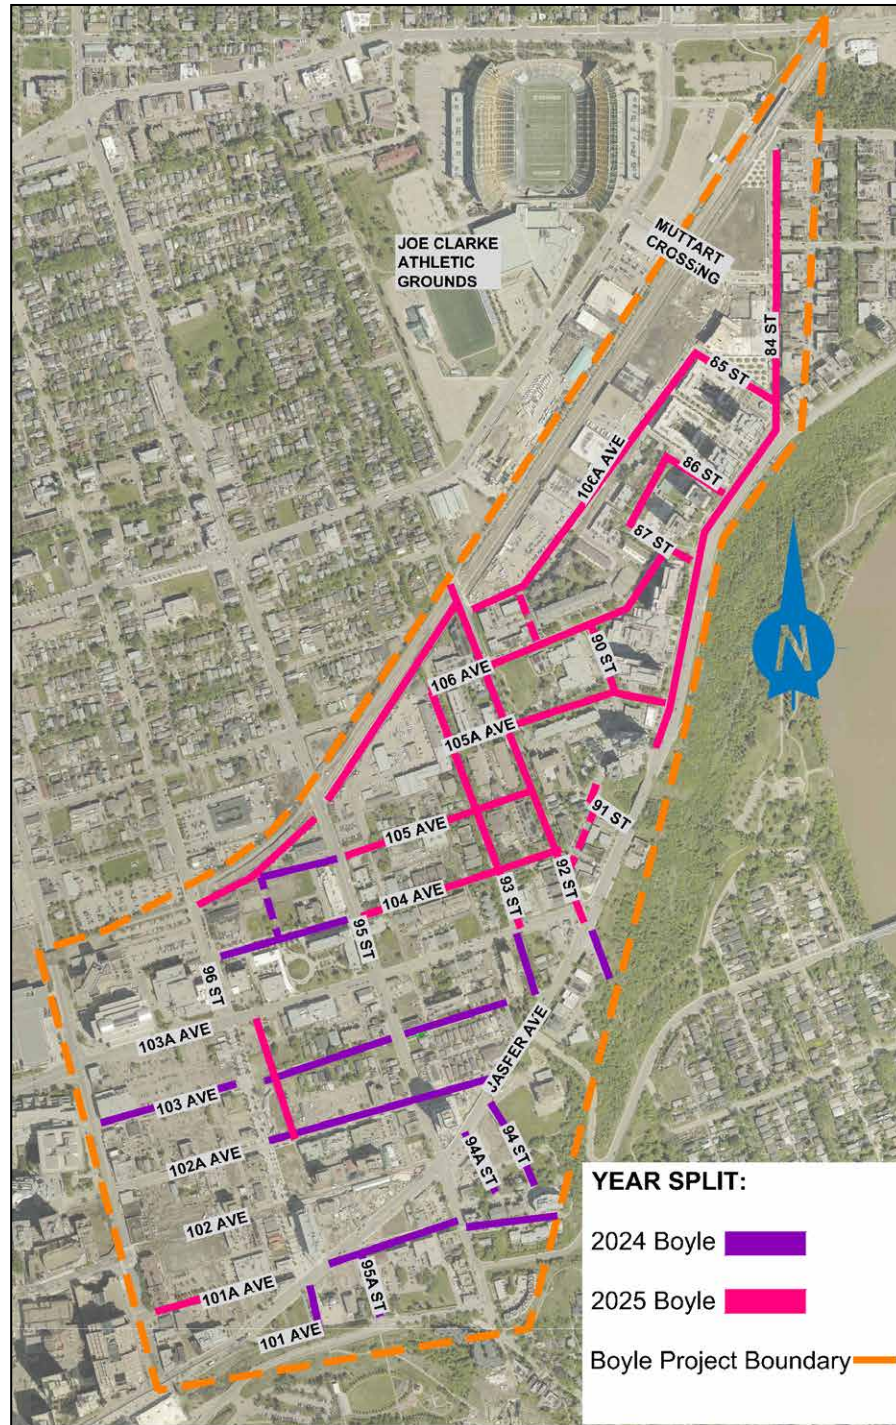 JOE CLARKE
ATHLETIC
GROUNDS
MUTTART
CROSSING
84 ST
85 ST
106A AVE
86 ST
87 ST
N
90 ST
106 AVE
105A AVE
91 ST
105 AVE
104 AVE
93 ST
92 ST
95 ST
96 ST
103A AVE
JASPER AVE
103 AVE
102A AVE
94A ST
94 ST
102 AVE
101A AVE
95A ST
101 AVE
YEAR SPLIT:
2024 Boyle
2025 Boyle
Boyle Project Boundary